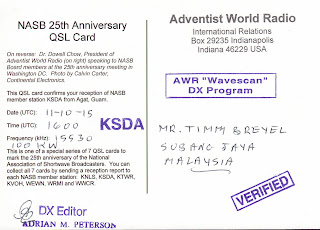 NASB 25th Anniversary
QSL Card
On reverse: Dr. Dowell Chow, President of
Adventist World Radio (on right) speaking to NASB
Board members at the 25th anniversary meeting in
Washington DC. Photo by Calvin Carter,
Continental Electronics.
This QSL card confirms your reception of NASB
member station KSDA from Agat, Guam.
Date (UTC): 11-10-15
Time (UTC): 1600
KSDA
Frequency (kHz): 15530
100 KW
This is one of a special series of 7 QSL cards to
mark the 25th anniversary of the National
Association of Shortwave Broadcasters. You can
collect all 7 cards by sending a reception report to
each NASB member station: KNLS, KSDA, KTWR,
KVOH, WEWN, WRMI and WWCR.
DX Editor
ADRIAN M. PETERSON
Adventist World Radio
International Relations
Box 29235 Indianapolis
Indiana 46229 USA
AWR "Wavescan"
DX Program
MR. TIMM BREYEL
SUBANG JAYA
MALAYSIA
VERIFIED